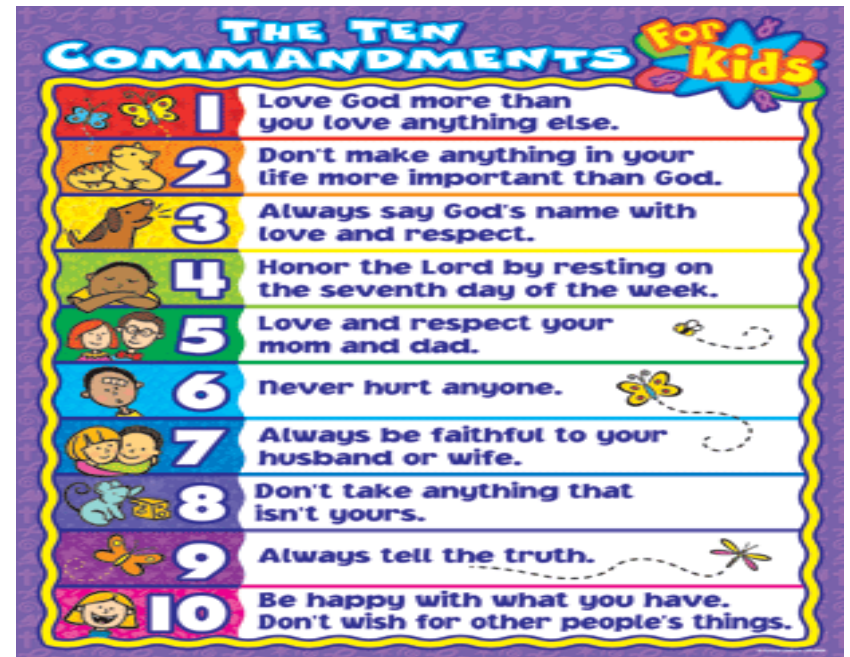 The Ten
Commandments
For
Kids
1
Love God more than
you love anything else.
2
Don't make anything in your
life more important than God.
3
Always say God's name with
love and respect.
4
Honor the Lord by resting on
the seventh day of the week.
5
Love and respect your
mom and dad.
6
Never hurt anyone.
7
Always be faithful to your
husband or wife.
8
Don't take anything that
isn't yours.
9
Always tell the truth.
10
Be happy with what you have.
Don't wish for other people's things.